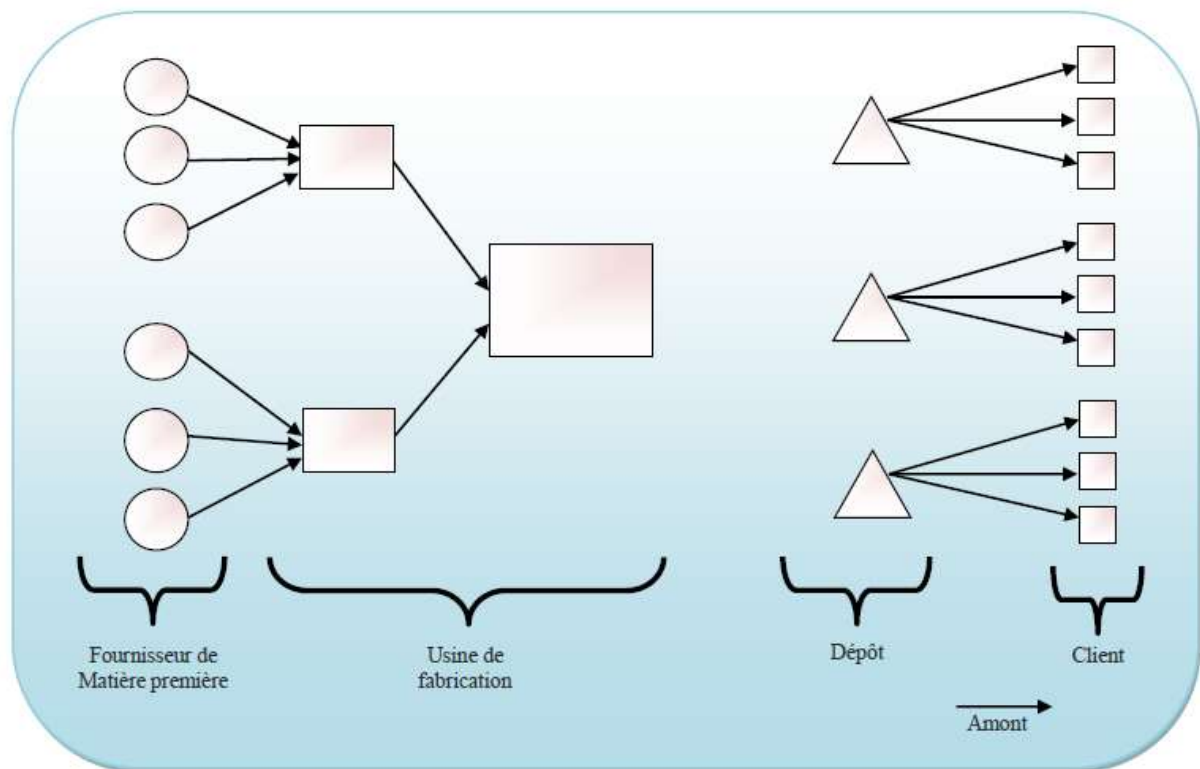 Fournisseur de
Matière première
Usine de
fabrication
Dépôt
Client
Amont